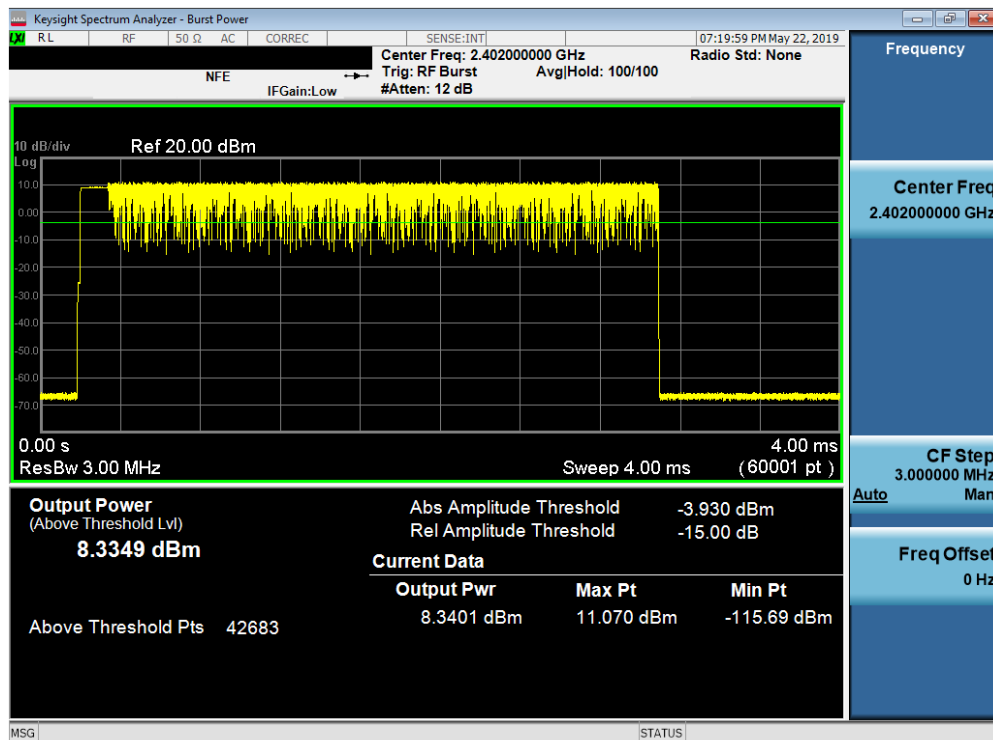 Keysight Spectrum Analyzer - Burst Power
LXI RL RF 50 Ω AC CORREC SENSE:INT 07:19:59 PM May 22, 2019
Center Freq: 2.402000000 GHz Radio Std: None
NFE Trig: RF Burst Avg|Hold: 100/100
IFGain:Low #Atten: 12 dB
10 dB/div Ref 20.00 dBm
Log
10.0
0.00
-10.0
-20.0
-30.0
-40.0
-50.0
-60.0
-70.0
0.00 s 4.00 ms
ResBw 3.00 MHz Sweep 4.00 ms (60001 pt)
Output Power
(Above Threshold Lvl)
8.3349 dBm
Above Threshold Pts 42683
Abs Amplitude Threshold -3.930 dBm
Rel Amplitude Threshold -15.00 dB
Current Data
Output Pwr Max Pt Min Pt
8.3401 dBm 11.070 dBm -115.69 dBm
Frequency
Center Freq
2.402000000 GHz
CF Step
3.000000 MHz
Auto Man
Freq Offset
0 Hz
MSG STATUS